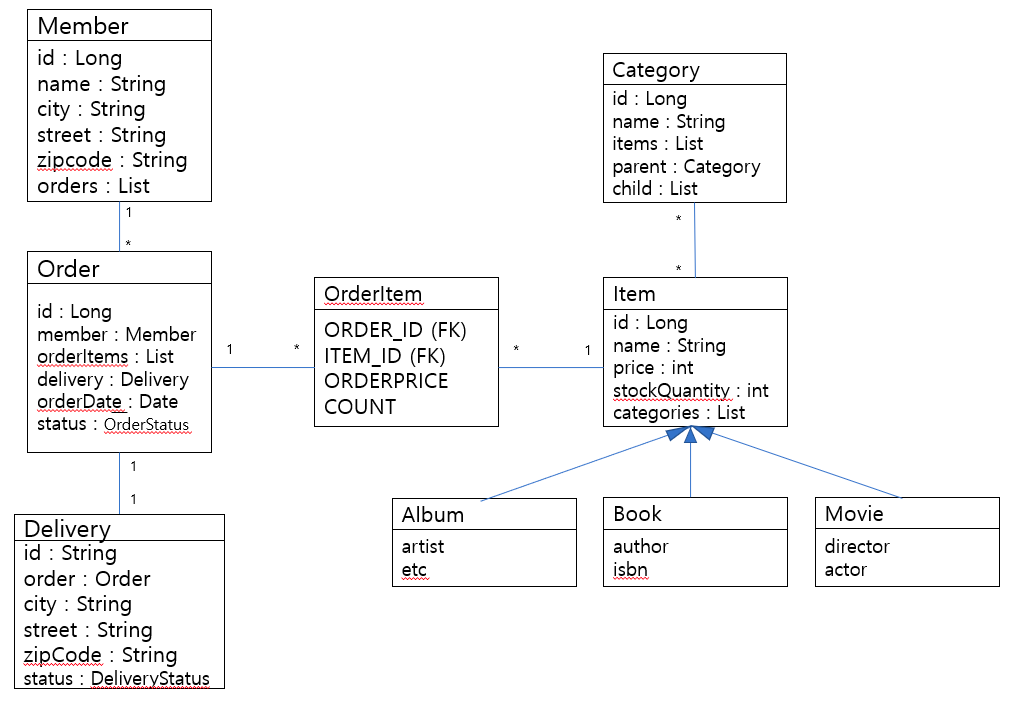 Member
id : Long
name : String
city : String
street : String
zipcode : String
orders : List
1
*
Order
id : Long
member : Member
orderItems : List
delivery : Delivery
orderDate : Date
status : OrderStatus
1
1
Delivery
id : String
order : Order
city : String
street : String
zipCode : String
status : DeliveryStatus
1
*
OrderItem
ORDER_ID (FK)
ITEM_ID (FK)
ORDERPRICE
COUNT
*
1
Category
id : Long
name : String
items : List
parent : Category
child : List
*
*
Item
id : Long
name : String
price : int
stockQuantity : int
categories : List
Album
artist
etc
Book
author
isbn
Movie
director
actor